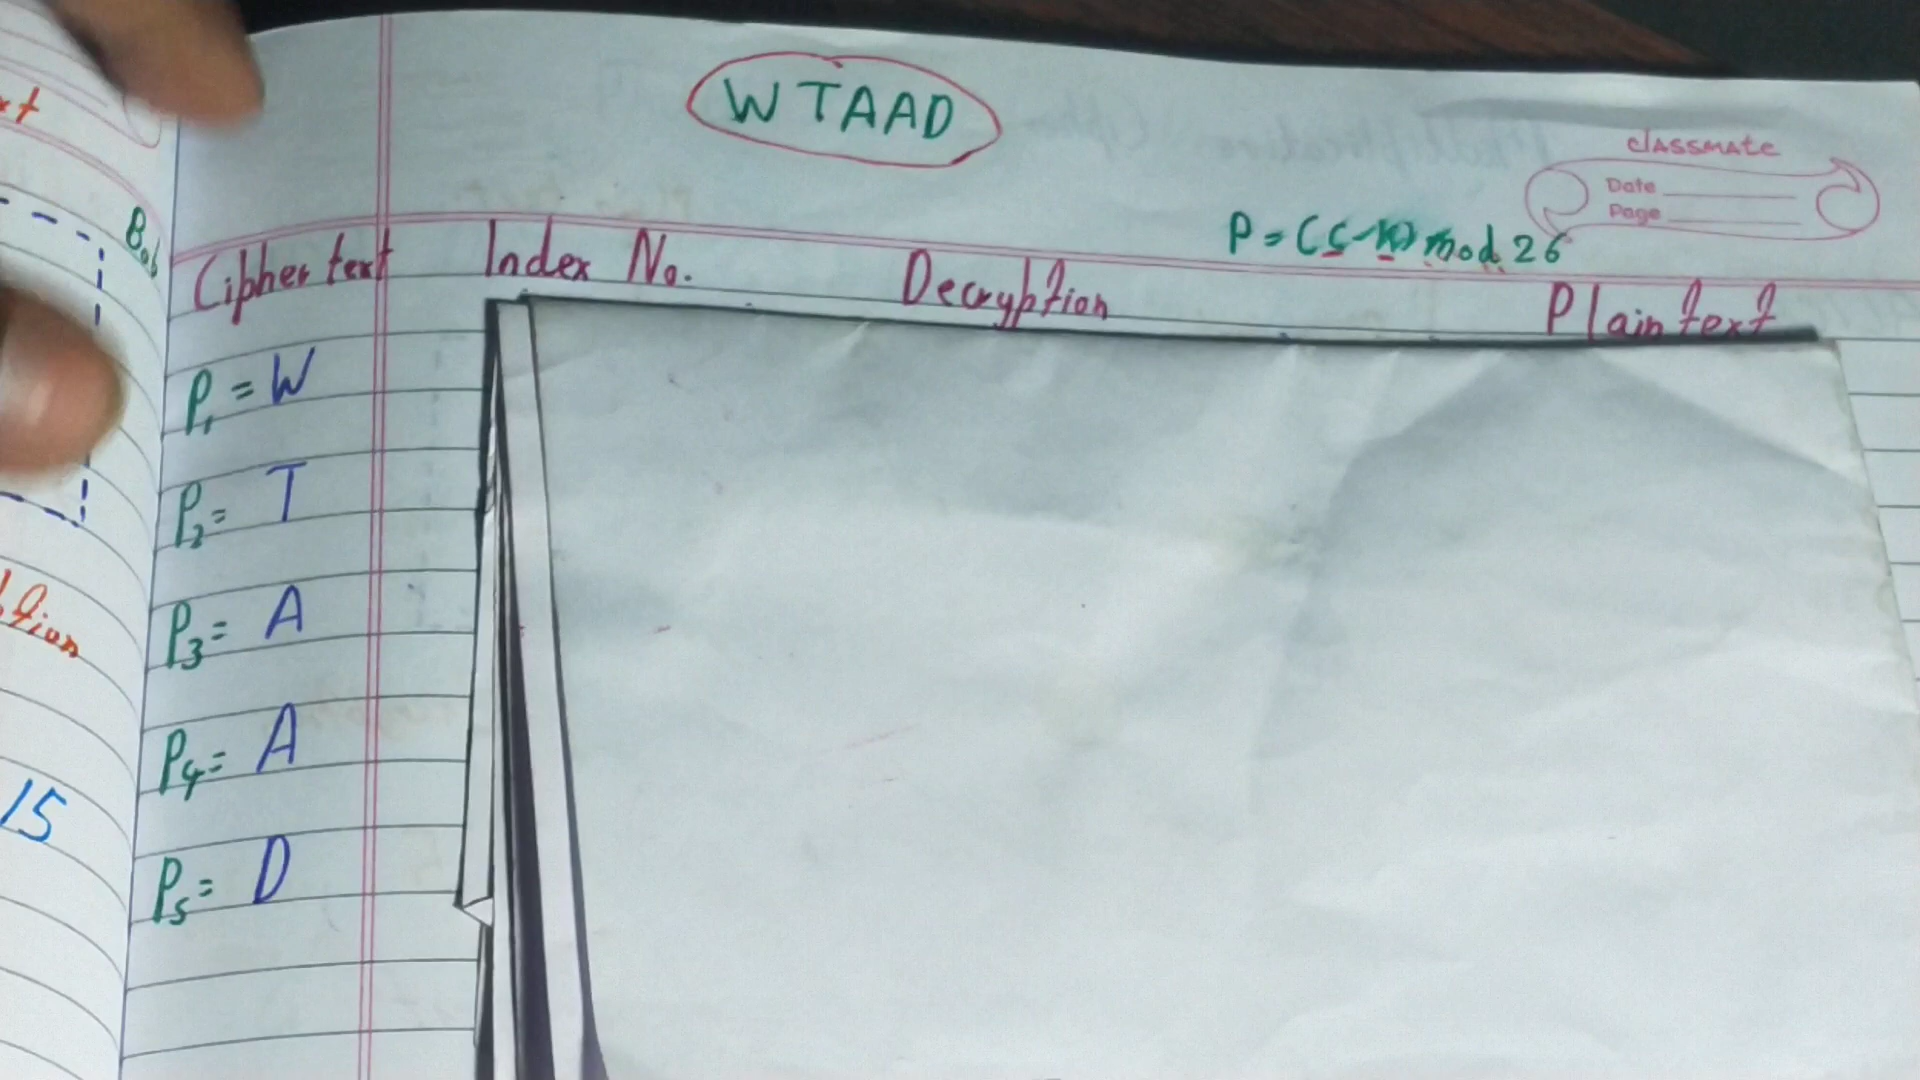 WTAAD
classmate
Date
Page
P = (C-K) mod 26
Cipher text Index No. Decryption Plain text
P1 = W
P2 = T
P3 = A
P4 = A
P5 = D
Bob
15